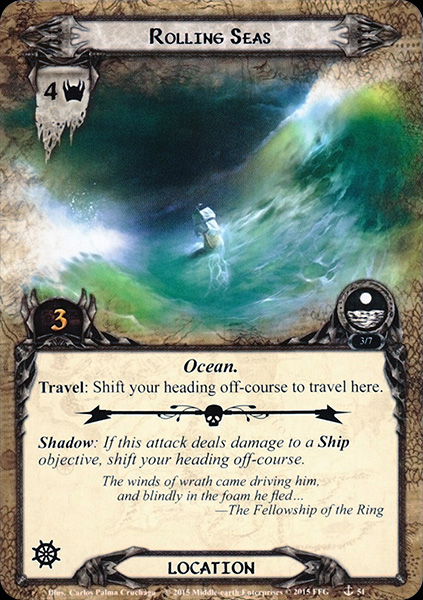 ROLLING SEAS
4
3
3/7
Ocean.
Travel: Shift your heading off-course to travel here.
Shadow: If this attack deals damage to a Ship
objective, shift your heading off-course.
The winds of wrath came driving him,
and blindly in the foam he fled...
—The Fellowship of the Ring
LOCATION
Illus. Carlos Palma Cruchaga © 2015 Middle-earth Enterprises © 2015 FFG 51